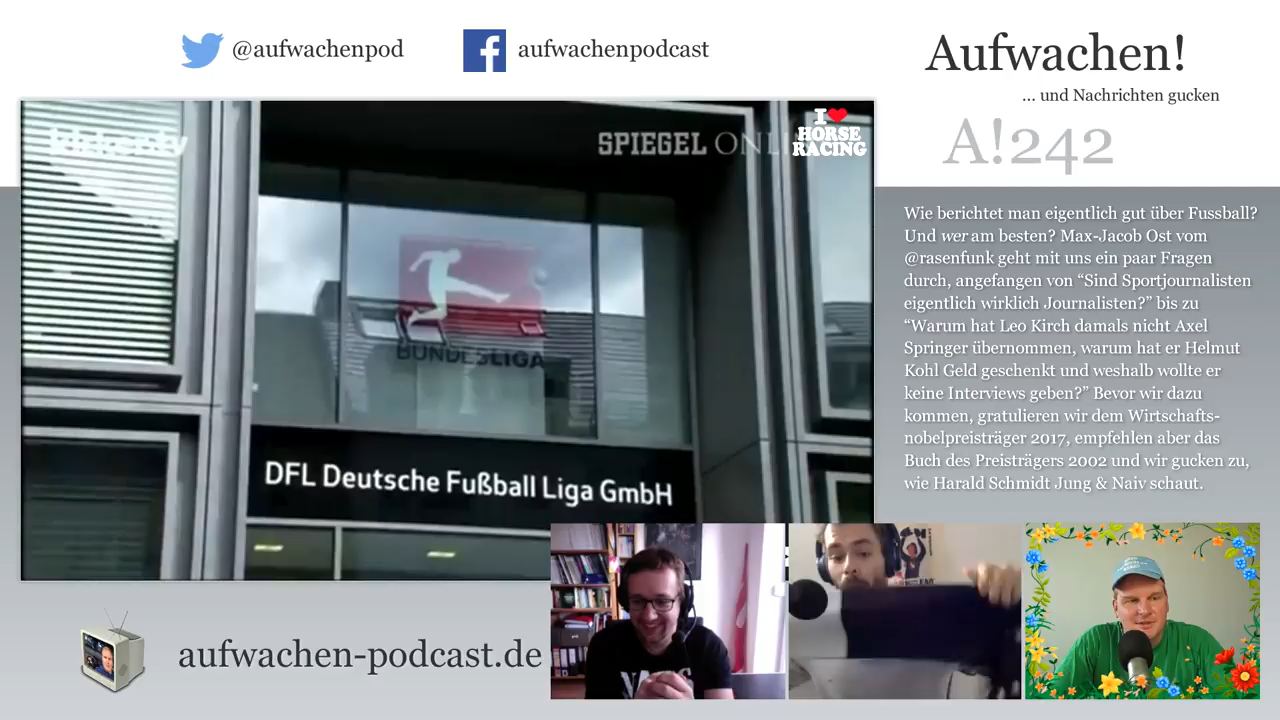 @aufwachenpod
aufwachenpodcast
Aufwachen!
... und Nachrichten gucken
A!242
SPIEGEL ONLI
I
HORSE
RACING
BUNDESLIGA
DFL Deutsche Fußball Liga GmbH
Wie berichtet man eigentlich gut über Fussball?
Und wer am besten? Max-Jacob Ost vom
@rasenfunk geht mit uns ein paar Fragen
durch, angefangen von “Sind Sportjournalisten
eigentlich wirklich Journalisten?” bis zu
“Warum hat Leo Kirch damals nicht Axel
Springer übernommen, warum hat er Helmut
Kohl Geld geschenkt und weshalb wollte er
keine Interviews geben?” Bevor wir dazu
kommen, gratulieren wir dem Wirtschafts-
nobelpreisträger 2017, empfehlen aber das
Buch des Preisträgers 2002 und wir gucken zu,
wie Harald Schmidt Jung & Naiv schaut.
aufwachen-podcast.de